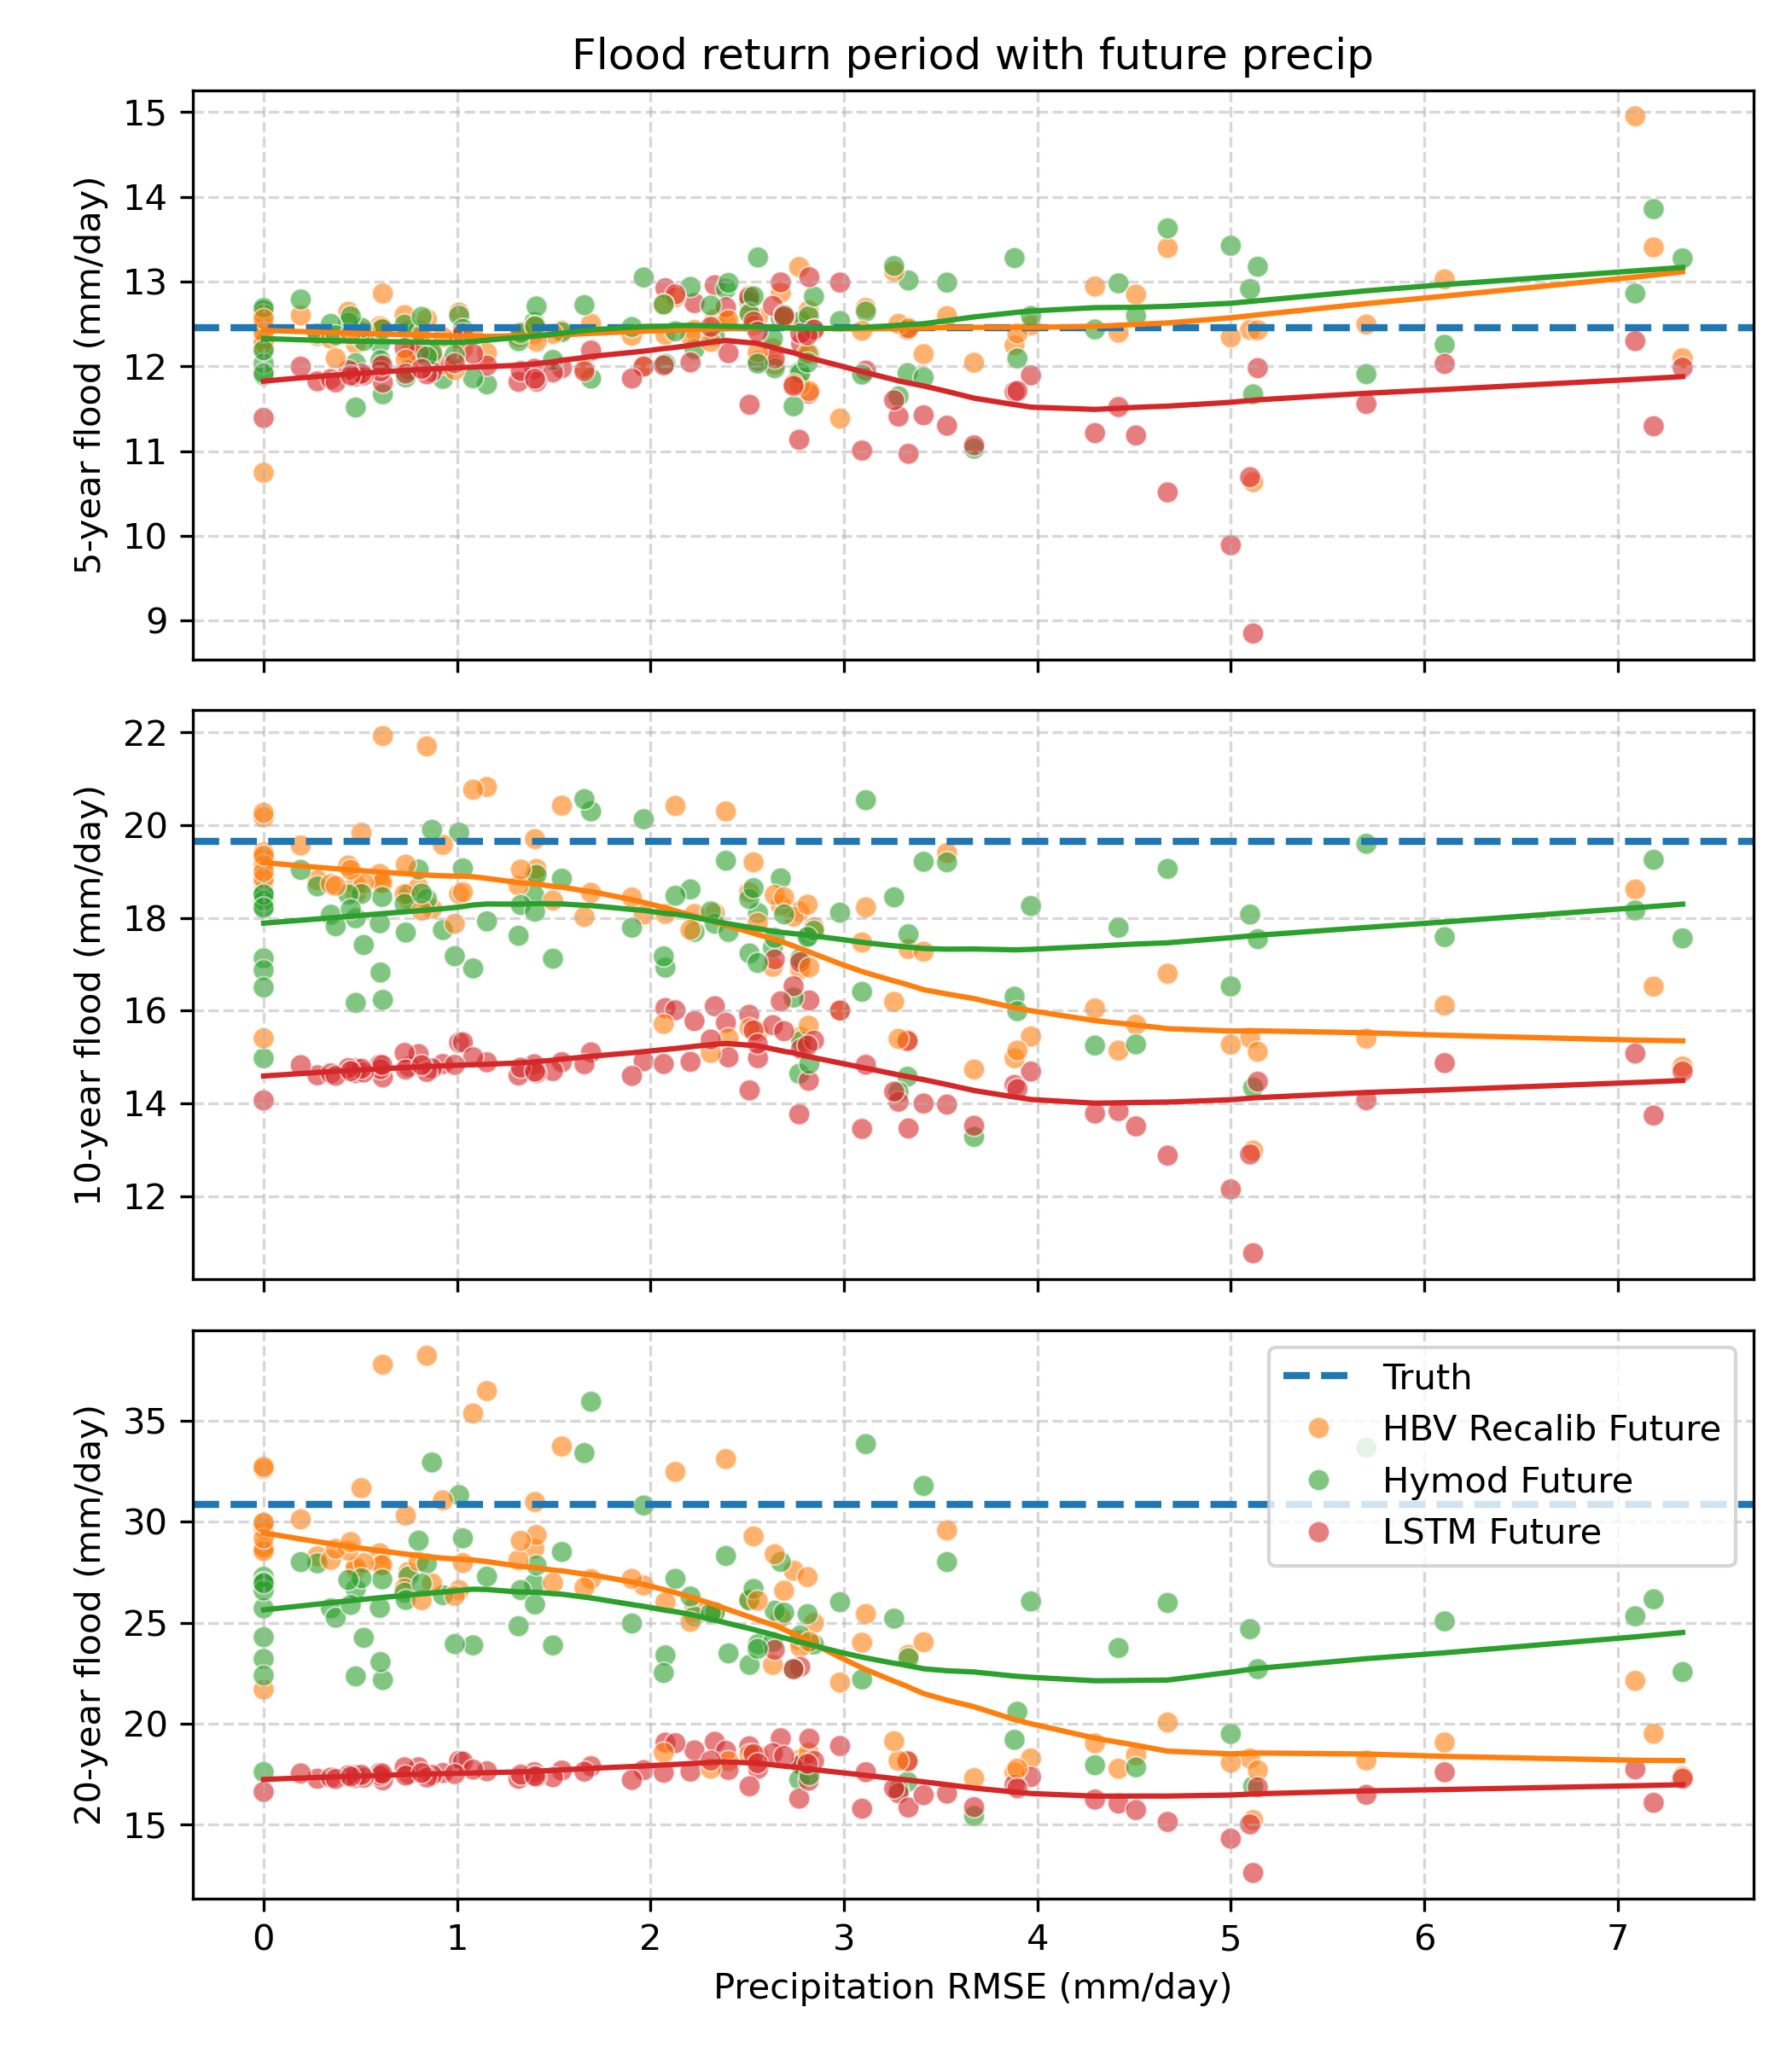 Flood return period with future precip
15
14
13
12
11
10
9
5-year flood (mm/day)
22
20
18
16
14
12
10-year flood (mm/day)
35
30
25
20
15
20-year flood (mm/day)
Truth
HBV Recalib Future
Hymod Future
LSTM Future
0 1 2 3 4 5 6 7
Precipitation RMSE (mm/day)